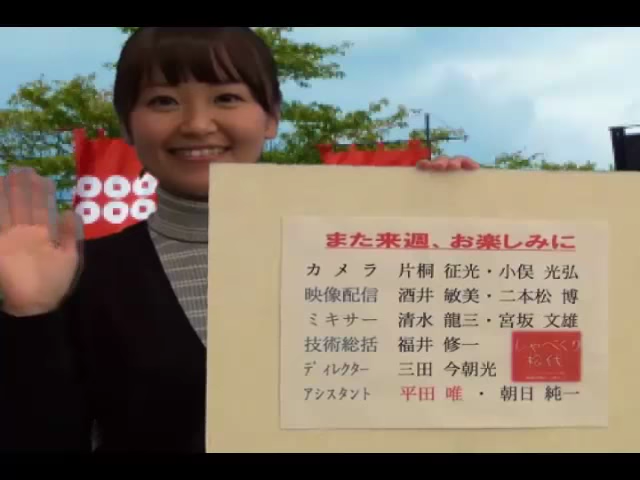 また来週、お楽しみに
カメラ 片桐 征光・小俣 光弘
映像配信 酒井 敏美・二本松 博
ミキサー 清水 龍三・宮坂 文雄
技術総括 福井 修一
ディレクター 三田 今朝光
アシスタント 平田 唯 ・ 朝日 純一
しゃべくり
松代